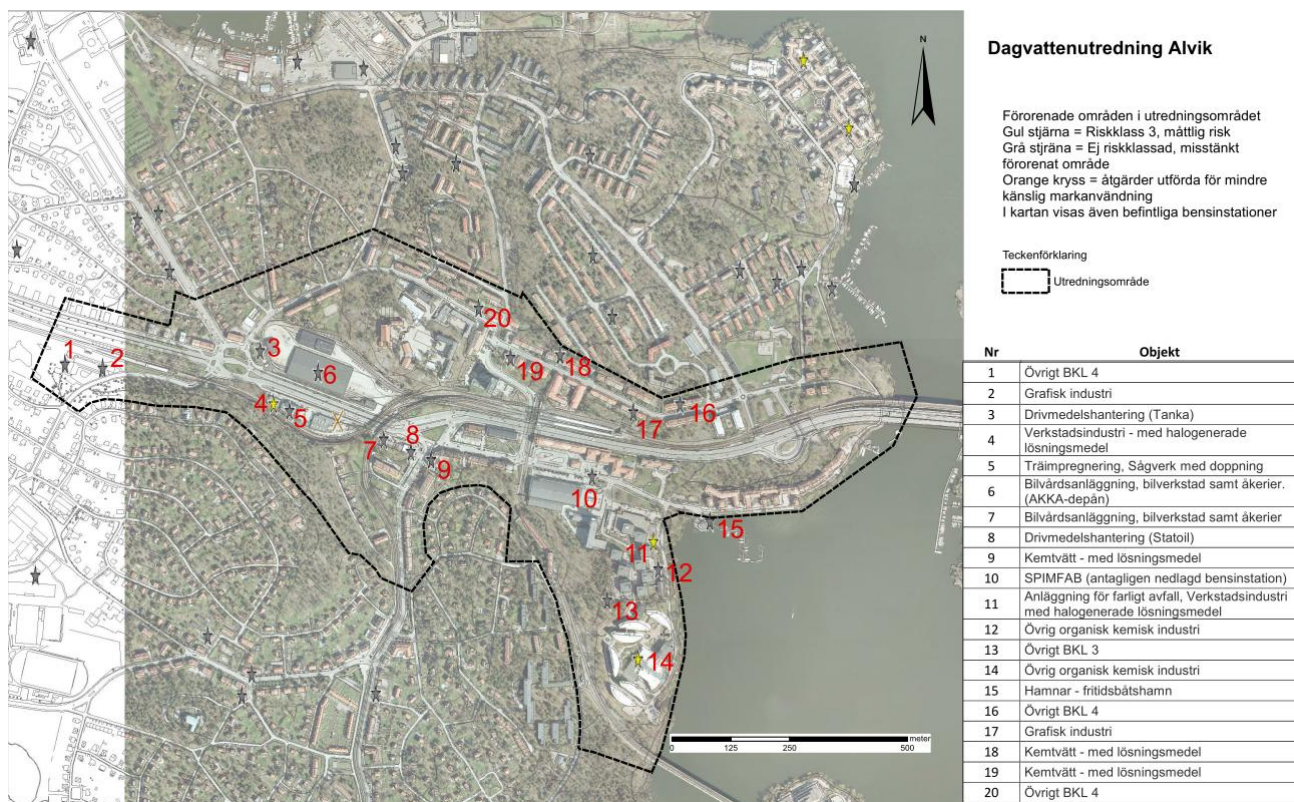 N
Dagvattenutredning Alvik
Förorenade områden i utredningsområdet
Gul stjärna = Riskklass 3, måttlig risk
Grå stjräna = Ej riskklassad, misstänkt
förorenat område
Orange kryss = åtgärder utförda för mindre
känslig markanvändning
I kartan visas även befintliga bensinstationer
Teckenförklaring
Utredningsområde
1
2
3
4
5
6
7
8
9
10
11
12
13
14
15
16
17
18
19
20
meter
0 125 250 500
Nr Objekt
1 Övrigt BKL 4
2 Grafisk industri
3 Drivmedelshantering (Tanka)
4 Verkstadsindustri - med halogenerade
lösningsmedel
5 Träimpregnering, Sågverk med doppning
6 Bilvårdsanläggning, bilverkstad samt åkerier.
(AKKA-depån)
7 Bilvårdsanläggning, bilverkstad samt åkerier
8 Drivmedelshantering (Statoil)
9 Kemtvätt - med lösningsmedel
10 SPIMFAB (antagligen nedlagd bensinstation)
11 Anläggning för farligt avfall, Verkstadsindustri
med halogenerade lösningsmedel
12 Övrig organisk kemisk industri
13 Övrigt BKL 3
14 Övrig organisk kemisk industri
15 Hamnar - fritidsbåtshamn
16 Övrigt BKL 4
17 Grafisk industri
18 Kemtvätt - med lösningsmedel
19 Kemtvätt - med lösningsmedel
20 Övrigt BKL 4